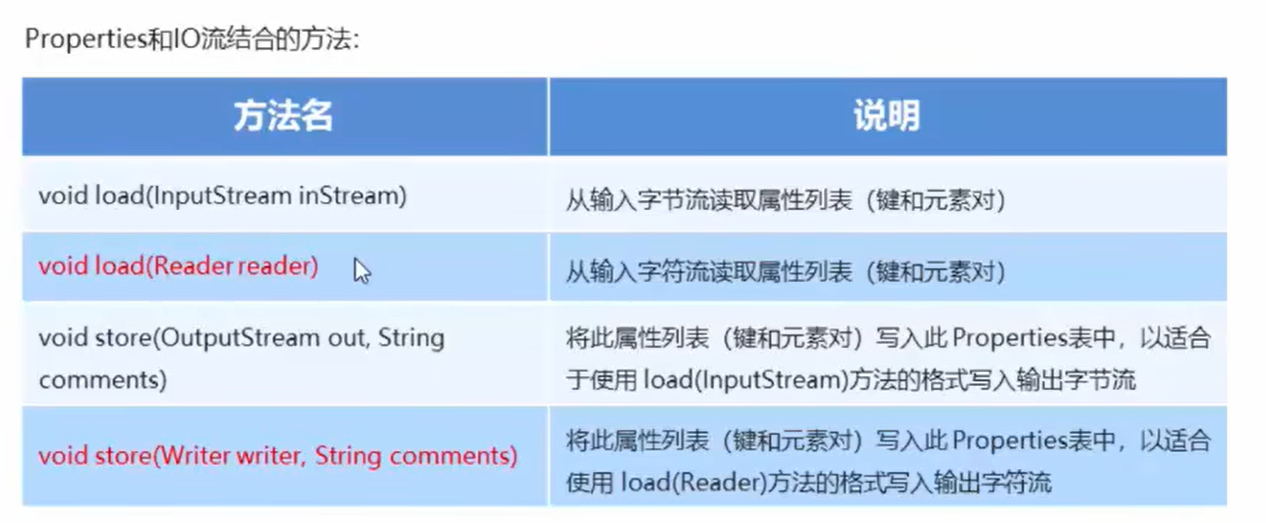 Properties和IO流结合的方法:
方法名
说明
void load(InputStream inStream)
从输入字节流读取属性列表（键和元素对）
void load(Reader reader)
从输入字符流读取属性列表（键和元素对）
void store(OutputStream out, String
comments)
将此属性列表（键和元素对）写入此 Properties表中，以适合
于使用 load(InputStream)方法的格式写入输出字节流
void store(Writer writer, String comments)
将此属性列表（键和元素对）写入此 Properties表中，以适合
使用 load(Reader)方法的格式写入输出字符流